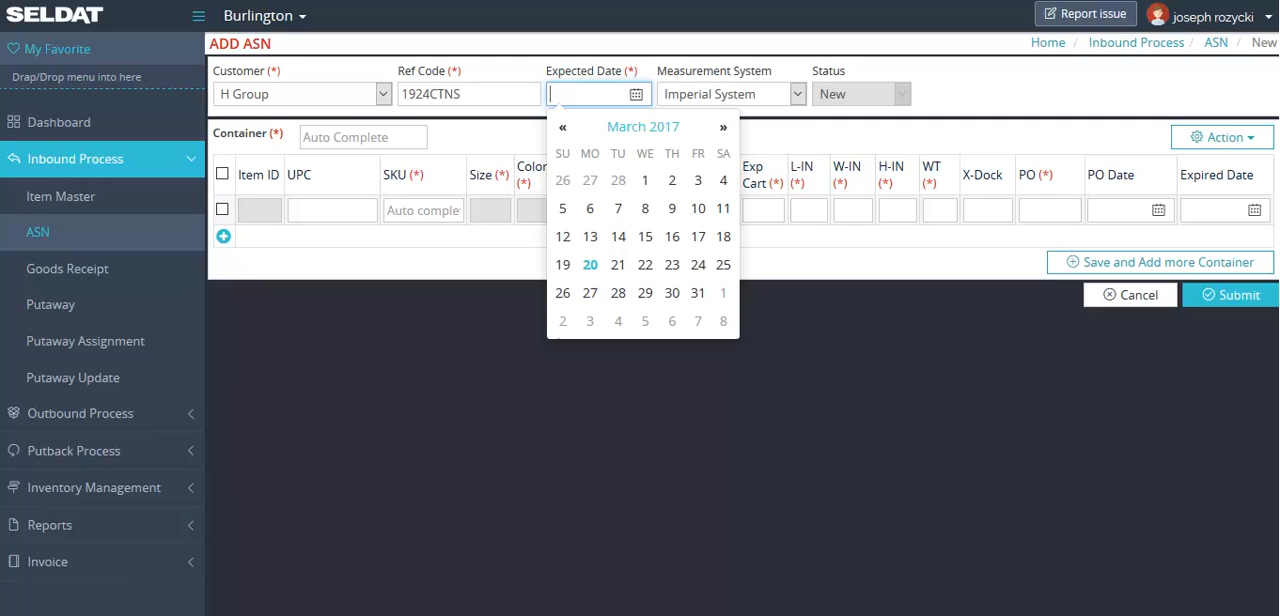 SELDAT
Burlington
Report issue
joseph rozycki
My Favorite
Drap/Drop menu into here
Dashboard
Inbound Process
Item Master
ASN
Goods Receipt
Putaway
Putaway Assignment
Putaway Update
Outbound Process
Putback Process
Inventory Management
Reports
Invoice
ADD ASN
Home / Inbound Process / ASN / New
Customer (*) Ref Code (*) Expected Date (*) Measurement System Status
H Group 1924CTNS Imperial System New
Container (*) Auto Complete
Action
Item ID UPC SKU (*) Size (*) Color (*) Exp Cart (*) L-IN (*) W-IN (*) H-IN (*) WT (*) X-Dock PO (*) PO Date Expired Date
Auto complet
« March 2017 »
SU MO TU WE TH FR SA
26 27 28 1 2 3 4
5 6 7 8 9 10 11
12 13 14 15 16 17 18
19 20 21 22 23 24 25
26 27 28 29 30 31 1
2 3 4 5 6 7 8
Save and Add more Container
Cancel Submit